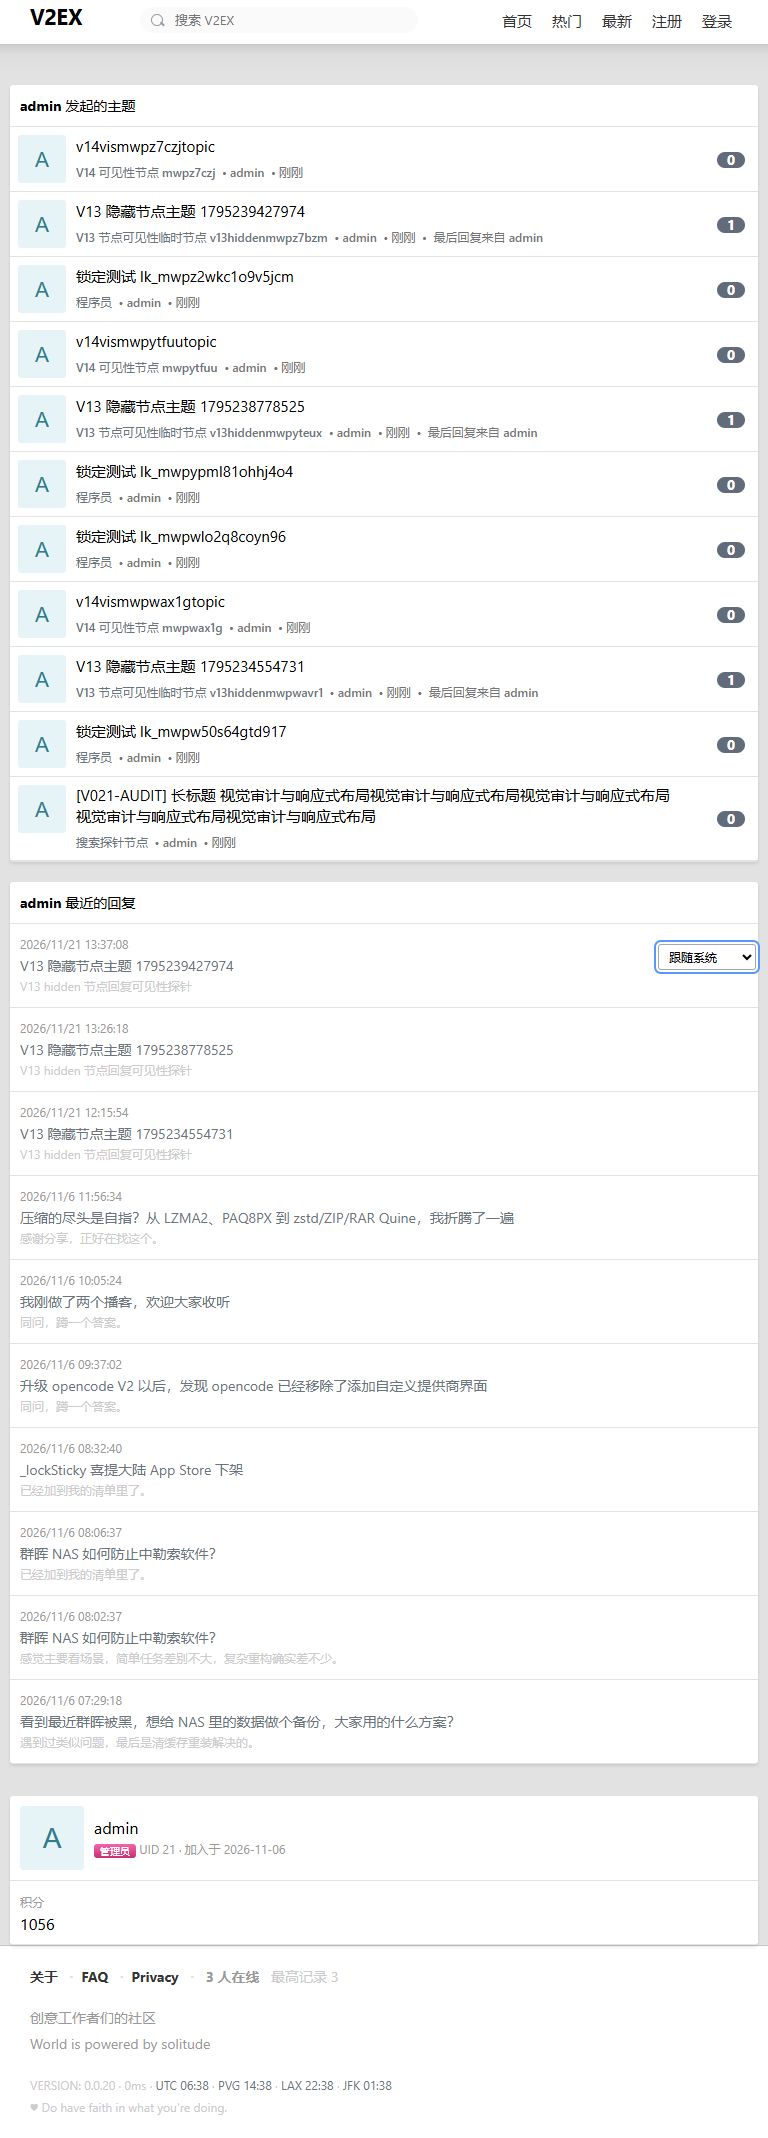 V2EX
搜索 V2EX
首页 热门 最新 注册 登录
admin 发起的主题
A
v14vismwpz7czjtopic
V14 可见性节点 mwpz7czj • admin • 刚刚
0
A
V13 隐藏节点主题 1795239427974
V13 节点可见性临时节点 v13hiddenmwpz7bzm • admin • 刚刚 • 最后回复来自 admin
1
A
锁定测试 lk_mwpz2wkc1o9v5jcm
程序员 • admin • 刚刚
0
A
v14vismwpytfuutopic
V14 可见性节点 mwpytfuu • admin • 刚刚
0
A
V13 隐藏节点主题 1795238778525
V13 节点可见性临时节点 v13hiddenmwpyteux • admin • 刚刚 • 最后回复来自 admin
1
A
锁定测试 lk_mwpypml81ohhj4o4
程序员 • admin • 刚刚
0
A
锁定测试 lk_mwpwlo2q8coyn96
程序员 • admin • 刚刚
0
A
v14vismwpwax1gtopic
V14 可见性节点 mwpwax1g • admin • 刚刚
0
A
V13 隐藏节点主题 1795234554731
V13 节点可见性临时节点 v13hiddenmwpwavr1 • admin • 刚刚 • 最后回复来自 admin
1
A
锁定测试 lk_mwpw50s64gtd917
程序员 • admin • 刚刚
0
A
[V021-AUDIT] 长标题 视觉审计与响应式布局视觉审计与响应式布局视觉审计与响应式布局
视觉审计与响应式布局视觉审计与响应式布局
搜索探针节点 • admin • 刚刚
0
admin 最近的回复
2026/11/21 13:37:08
跟随系统
V13 隐藏节点主题 1795239427974
V13 hidden 节点回复可见性探针
2026/11/21 13:26:18
V13 隐藏节点主题 1795238778525
V13 hidden 节点回复可见性探针
2026/11/21 12:15:54
V13 隐藏节点主题 1795234554731
V13 hidden 节点回复可见性探针
2026/11/6 11:56:34
压缩的尽头是自指？从 LZMA2、PAQ8PX 到 zstd/ZIP/RAR Quine，我折腾了一遍
感谢分享，正好在找这个。
2026/11/6 10:05:24
我刚做了两个播客，欢迎大家收听
同问，蹲一个答案。
2026/11/6 09:37:02
升级 opencode V2 以后，发现 opencode 已经移除了添加自定义提供商界面
同问，蹲一个答案。
2026/11/6 08:32:40
_lockSticky 喜提大陆 App Store 下架
已经加到我的清单里了。
2026/11/6 08:06:37
群晖 NAS 如何防止中勒索软件？
已经加到我的清单里了。
2026/11/6 08:02:37
群晖 NAS 如何防止中勒索软件？
感觉主要看场景，简单任务差别不大，复杂重构确实差不少。
2026/11/6 07:29:18
看到最近群晖被黑，想给 NAS 里的数据做个备份，大家用的什么方案？
遇到过类似问题，最后是清缓存重装解决的。
A
admin
管理员 UID 21 · 加入于 2026-11-06
积分
1056
关于 · FAQ · Privacy · 3 人在线 最高记录 3
创意工作者们的社区
World is powered by solitude
VERSION: 0.0.20 · 0ms · UTC 06:38 · PVG 14:38 · LAX 22:38 · JFK 01:38
♥ Do have faith in what you're doing.